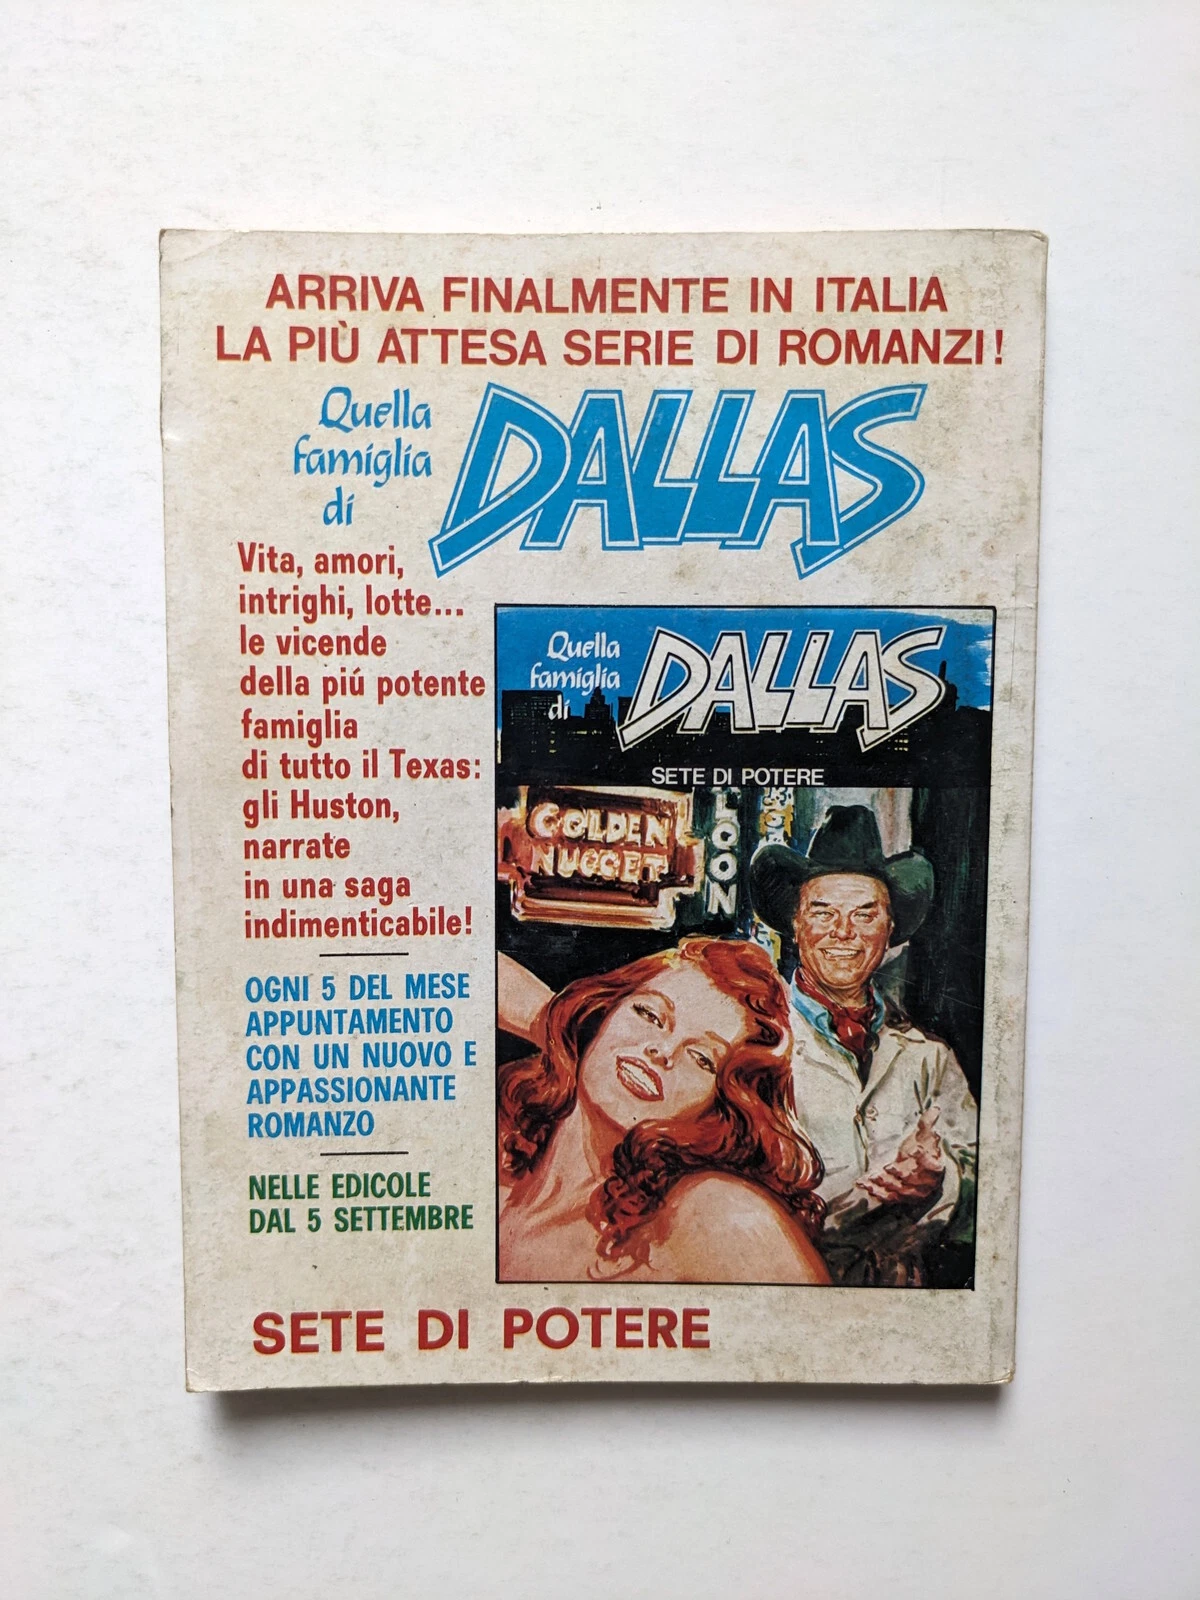 ARRIVA FINALMENTE IN ITALIA
LA PIÙ ATTESA SERIE DI ROMANZI!
Quella
famiglia
di
DALLAS
Vita, amori,
intrighi, lotte...
le vicende
della piú potente
famiglia
di tutto il Texas:
gli Huston,
narrate
in una saga
indimenticabile!
OGNI 5 DEL MESE
APPUNTAMENTO
CON UN NUOVO E
APPASSIONANTE
ROMANZO
NELLE EDICOLE
DAL 5 SETTEMBRE
Quella
famiglia
di
DALLAS
SETE DI POTERE
GOLDEN
NUGGET
LOON
SETE DI POTERE